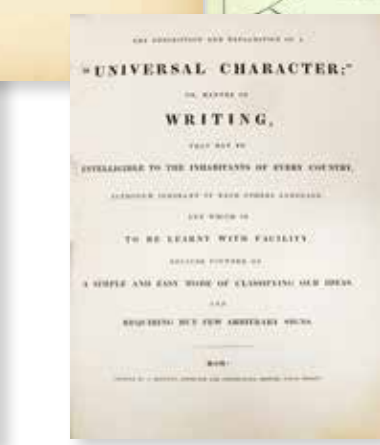 THE DESCRIPTION AND EXPLANATION OF A
"UNIVERSAL CHARACTER;"
OR, MANNER OF
WRITING,
THAT MAY BE
INTELLIGIBLE TO THE INHABITANTS OF EVERY COUNTRY,
ALTHOUGH IGNORANT OF EACH OTHERS LANGUAGE,
AND WHICH IS
TO BE LEARNT WITH FACILITY,
BECAUSE FOUNDED ON
A SIMPLE AND EASY MODE OF CLASSIFYING OUR IDEAS,
AND
REQUIRING BUT FEW ARBITRARY SIGNS.